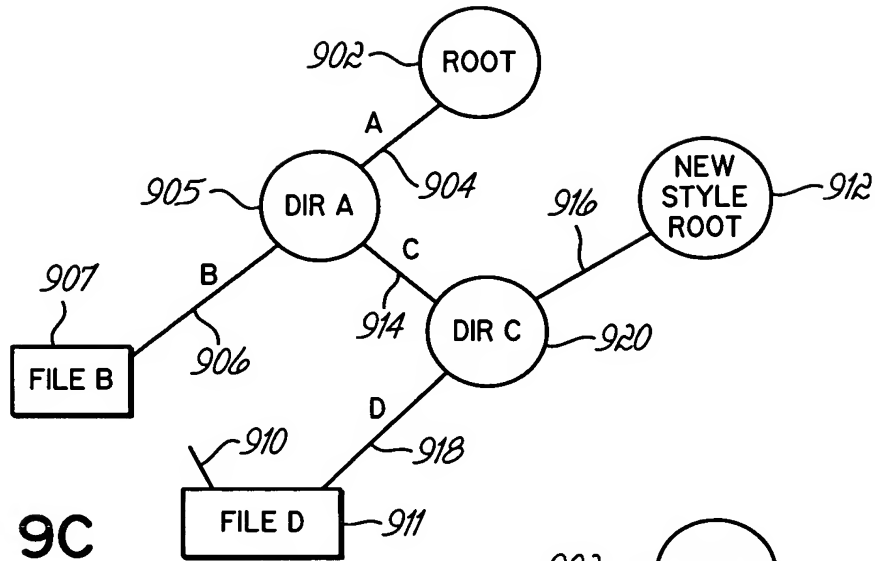 902
ROOT
A
904
905
DIR A
NEW
STYLE
ROOT
912
916
C
B
907
914
906
DIR C
920
FILE B
D
910
918
FILE D
911
9C